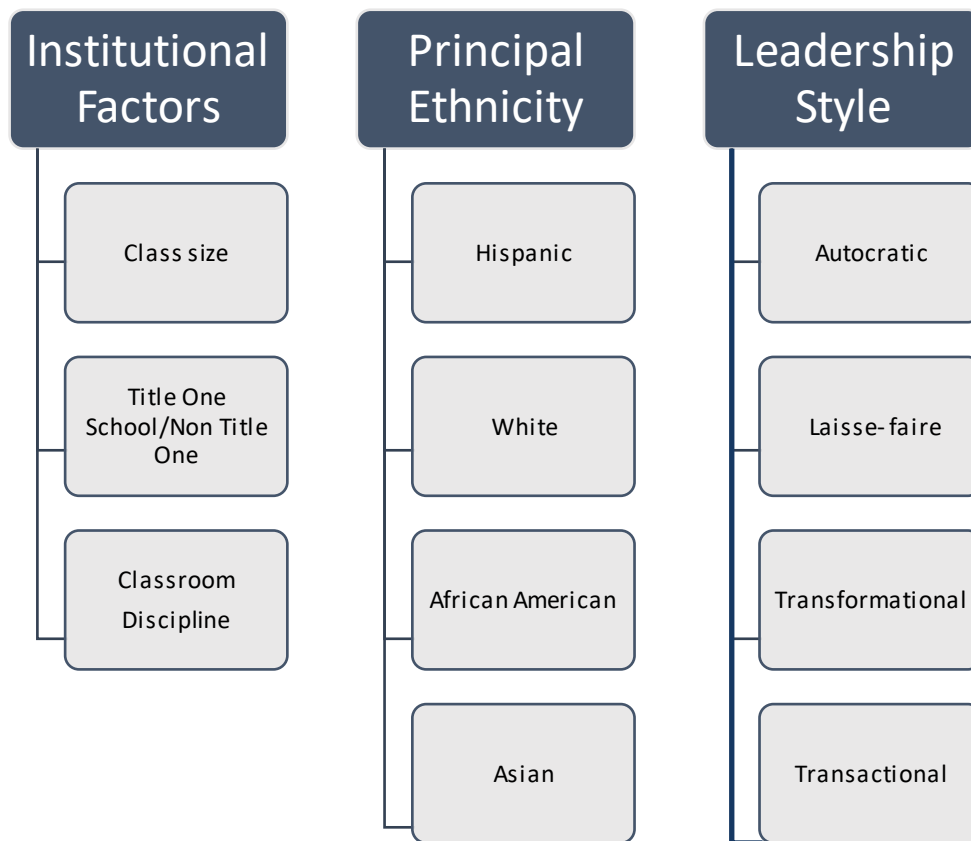 Institutional
Factors
Class size
Title One
School/Non Title
One
Classroom
Discipline
Principal
Ethnicity
Hispanic
White
African American
Asian
Leadership
Style
Autocratic
Laisse-faire
Transformational
Transactional